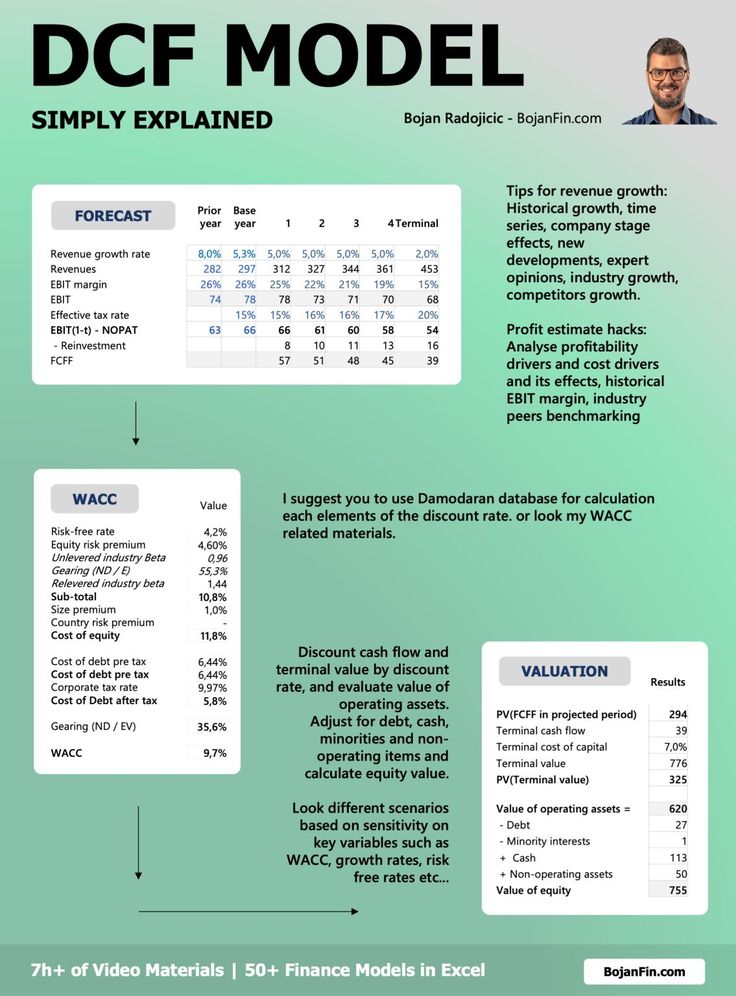 DCF MODEL
SIMPLY EXPLAINED
Bojan Radojicic - BojanFin.com
FORECAST
Prior year Base year 1 2 3 4 Terminal
Revenue growth rate 8,0% 5,3% 5,0% 5,0% 5,0% 5,0% 2,0%
Revenues 282 297 312 327 344 361 453
EBIT margin 26% 26% 25% 22% 21% 19% 15%
EBIT 74 78 78 73 71 70 68
Effective tax rate 15% 15% 16% 16% 17% 20%
EBIT(1-t) - NOPAT 63 66 66 61 60 58 54
- Reinvestment 8 10 11 13 16
FCFF 57 51 48 45 39
Tips for revenue growth:
Historical growth, time
series, company stage
effects, new
developments, expert
opinions, industry growth,
competitors growth.
Profit estimate hacks:
Analyse profitability
drivers and cost drivers
and its effects, historical
EBIT margin, industry
peers benchmarking
WACC
Value
Risk-free rate 4,2%
Equity risk premium 4,60%
Unlevered industry Beta 0,96
Gearing (ND / E) 55,3%
Relevered industry beta 1,44
Sub-total 10,8%
Size premium 1,0%
Country risk premium -
Cost of equity 11,8%
Cost of debt pre tax 6,44%
Cost of debt pre tax 6,44%
Corporate tax rate 9,97%
Cost of Debt after tax 5,8%
Gearing (ND / EV) 35,6%
WACC 9,7%
I suggest you to use Damodaran database for calculation
each elements of the discount rate. or look my WACC
related materials.
Discount cash flow and
terminal value by discount
rate, and evaluate value of
operating assets.
Adjust for debt, cash,
minorities and non-
operating items and
calculate equity value.
Look different scenarios
based on sensitivity on
key variables such as
WACC, growth rates, risk
free rates etc...
VALUATION
Results
PV(FCFF in projected period) 294
Terminal cash flow 39
Terminal cost of capital 7,0%
Terminal value 776
PV(Terminal value) 325
Value of operating assets = 620
- Debt 27
- Minority interests 1
+ Cash 113
+ Non-operating assets 50
Value of equity 755
7h+ of Video Materials | 50+ Finance Models in Excel
BojanFin.com